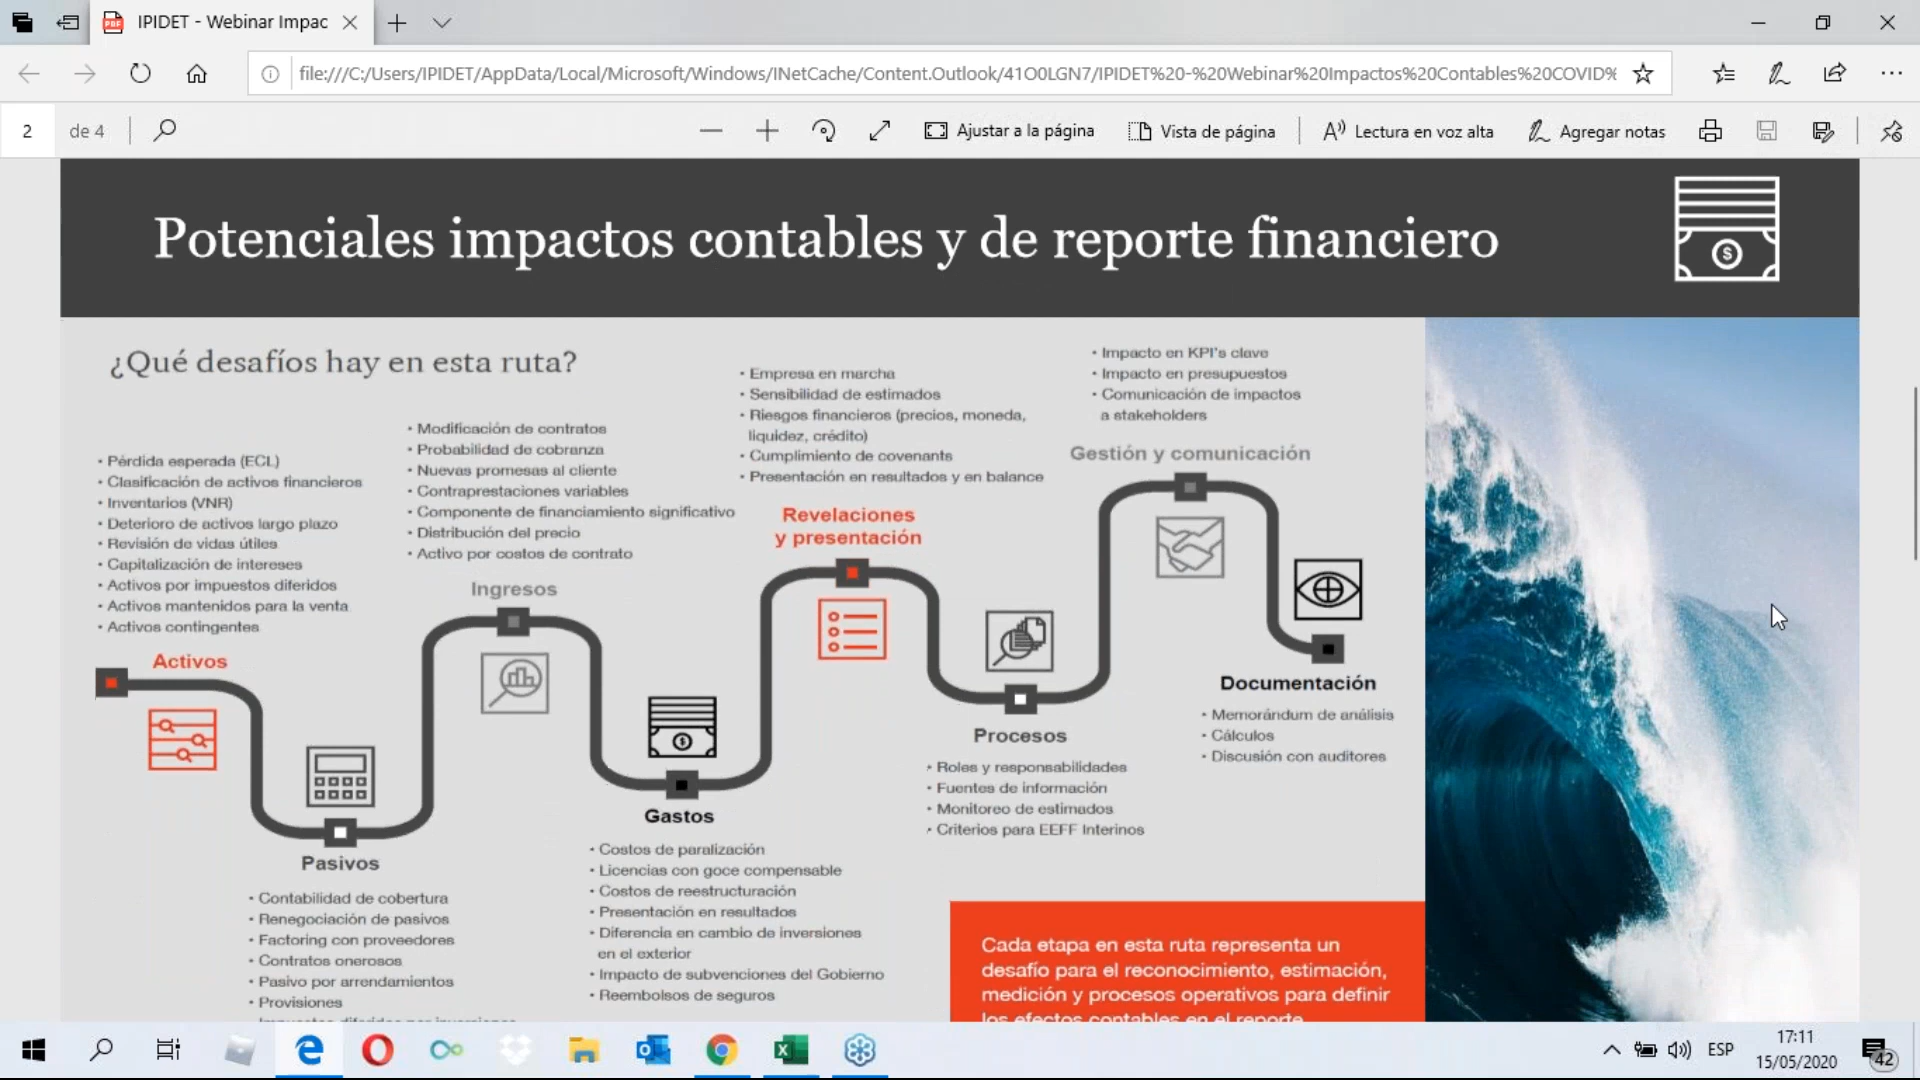 IPIDET - Webinar Impac
file:///C:/Users/IPIDET/AppData/Local/Microsoft/Windows/INetCache/Content.Outlook/41O0LGN7/IPIDET%20-%20Webinar%20Impactos%20Contables%20COVID%
2 de 4
Ajustar a la página
Vista de página
Lectura en voz alta
Agregar notas
Potenciales impactos contables y de reporte financiero
¿Qué desafíos hay en esta ruta?
• Pérdida esperada (ECL)
• Clasificación de activos financieros
• Inventarios (VNR)
• Deterioro de activos largo plazo
• Revisión de vidas útiles
• Capitalización de intereses
• Activos por impuestos diferidos
• Activos mantenidos para la venta
• Activos contingentes
Activos
Pasivos
• Contabilidad de cobertura
• Renegociación de pasivos
• Factoring con proveedores
• Contratos onerosos
• Pasivo por arrendamientos
• Provisiones
• Modificación de contratos
• Probabilidad de cobranza
• Nuevas promesas al cliente
• Contraprestaciones variables
• Componente de financiamiento significativo
• Distribución del precio
• Activo por costos de contrato
Ingresos
Gastos
• Costos de paralización
• Licencias con goce compensable
• Costos de reestructuración
• Presentación en resultados
• Diferencia en cambio de inversiones
en el exterior
• Impacto de subvenciones del Gobierno
• Reembolsos de seguros
• Empresa en marcha
• Sensibilidad de estimados
• Riesgos financieros (precios, moneda,
liquidez, crédito)
• Cumplimiento de covenants
• Presentación en resultados y en balance
Revelaciones
y presentación
Procesos
• Roles y responsabilidades
• Fuentes de información
• Monitoreo de estimados
• Criterios para EEFF Interinos
• Impacto en KPI's clave
• Impacto en presupuestos
• Comunicación de impactos
a stakeholders
Gestión y comunicación
Documentación
• Memorándum de análisis
• Cálculos
• Discusión con auditores
Cada etapa en esta ruta representa un
desafío para el reconocimiento, estimación,
medición y procesos operativos para definir
los efectos contables en el reporte
ESP
17:11
15/05/2020
42